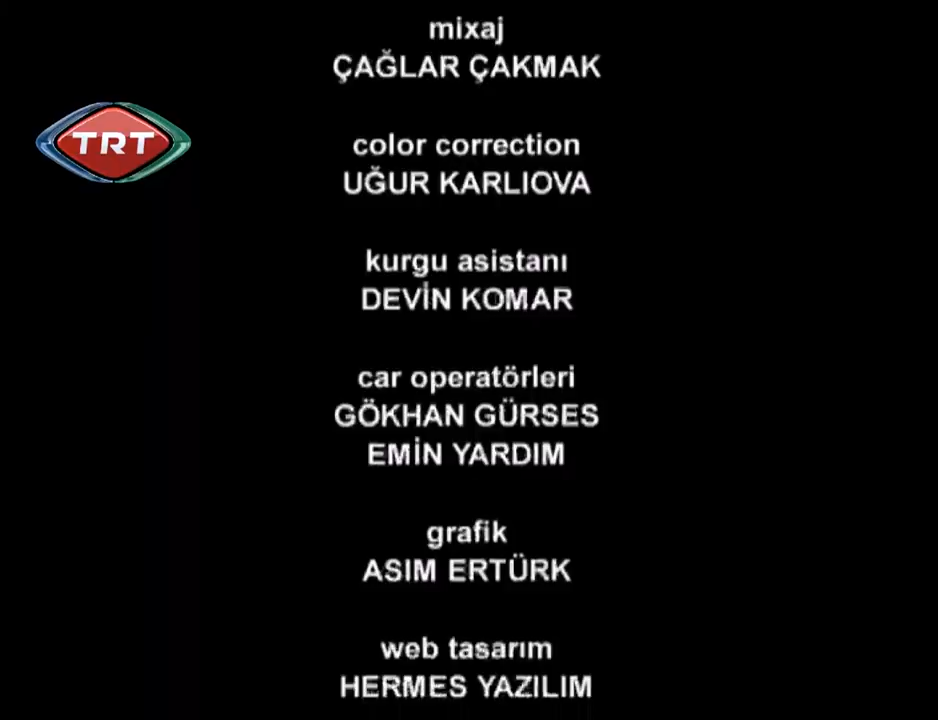 mixaj
ÇAĞLAR ÇAKMAK
TRT
color correction
UĞUR KARLIOVA
kurgu asistanı
DEVİN KOMAR
car operatörleri
GÖKHAN GÜRSES
EMİN YARDIM
grafik
ASIM ERTÜRK
web tasarım
HERMES YAZILIM